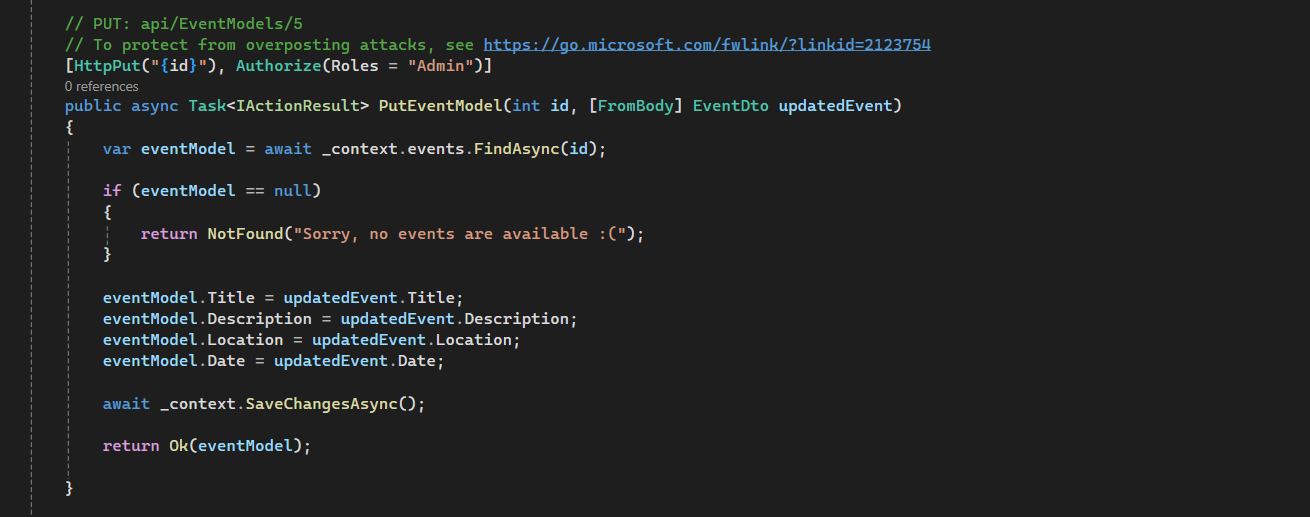 // PUT: api/EventModels/5
// To protect from overposting attacks, see https://go.microsoft.com/fwlink/?linkid=2123754
[HttpPut("{id}"), Authorize(Roles = "Admin")]
0 references
public async Task<IActionResult> PutEventModel(int id, [FromBody] EventDto updatedEvent)
{
var eventModel = await _context.events.FindAsync(id);
if (eventModel == null)
{
return NotFound("Sorry, no events are available :(");
}
eventModel.Title = updatedEvent.Title;
eventModel.Description = updatedEvent.Description;
eventModel.Location = updatedEvent.Location;
eventModel.Date = updatedEvent.Date;
await _context.SaveChangesAsync();
return Ok(eventModel);
}